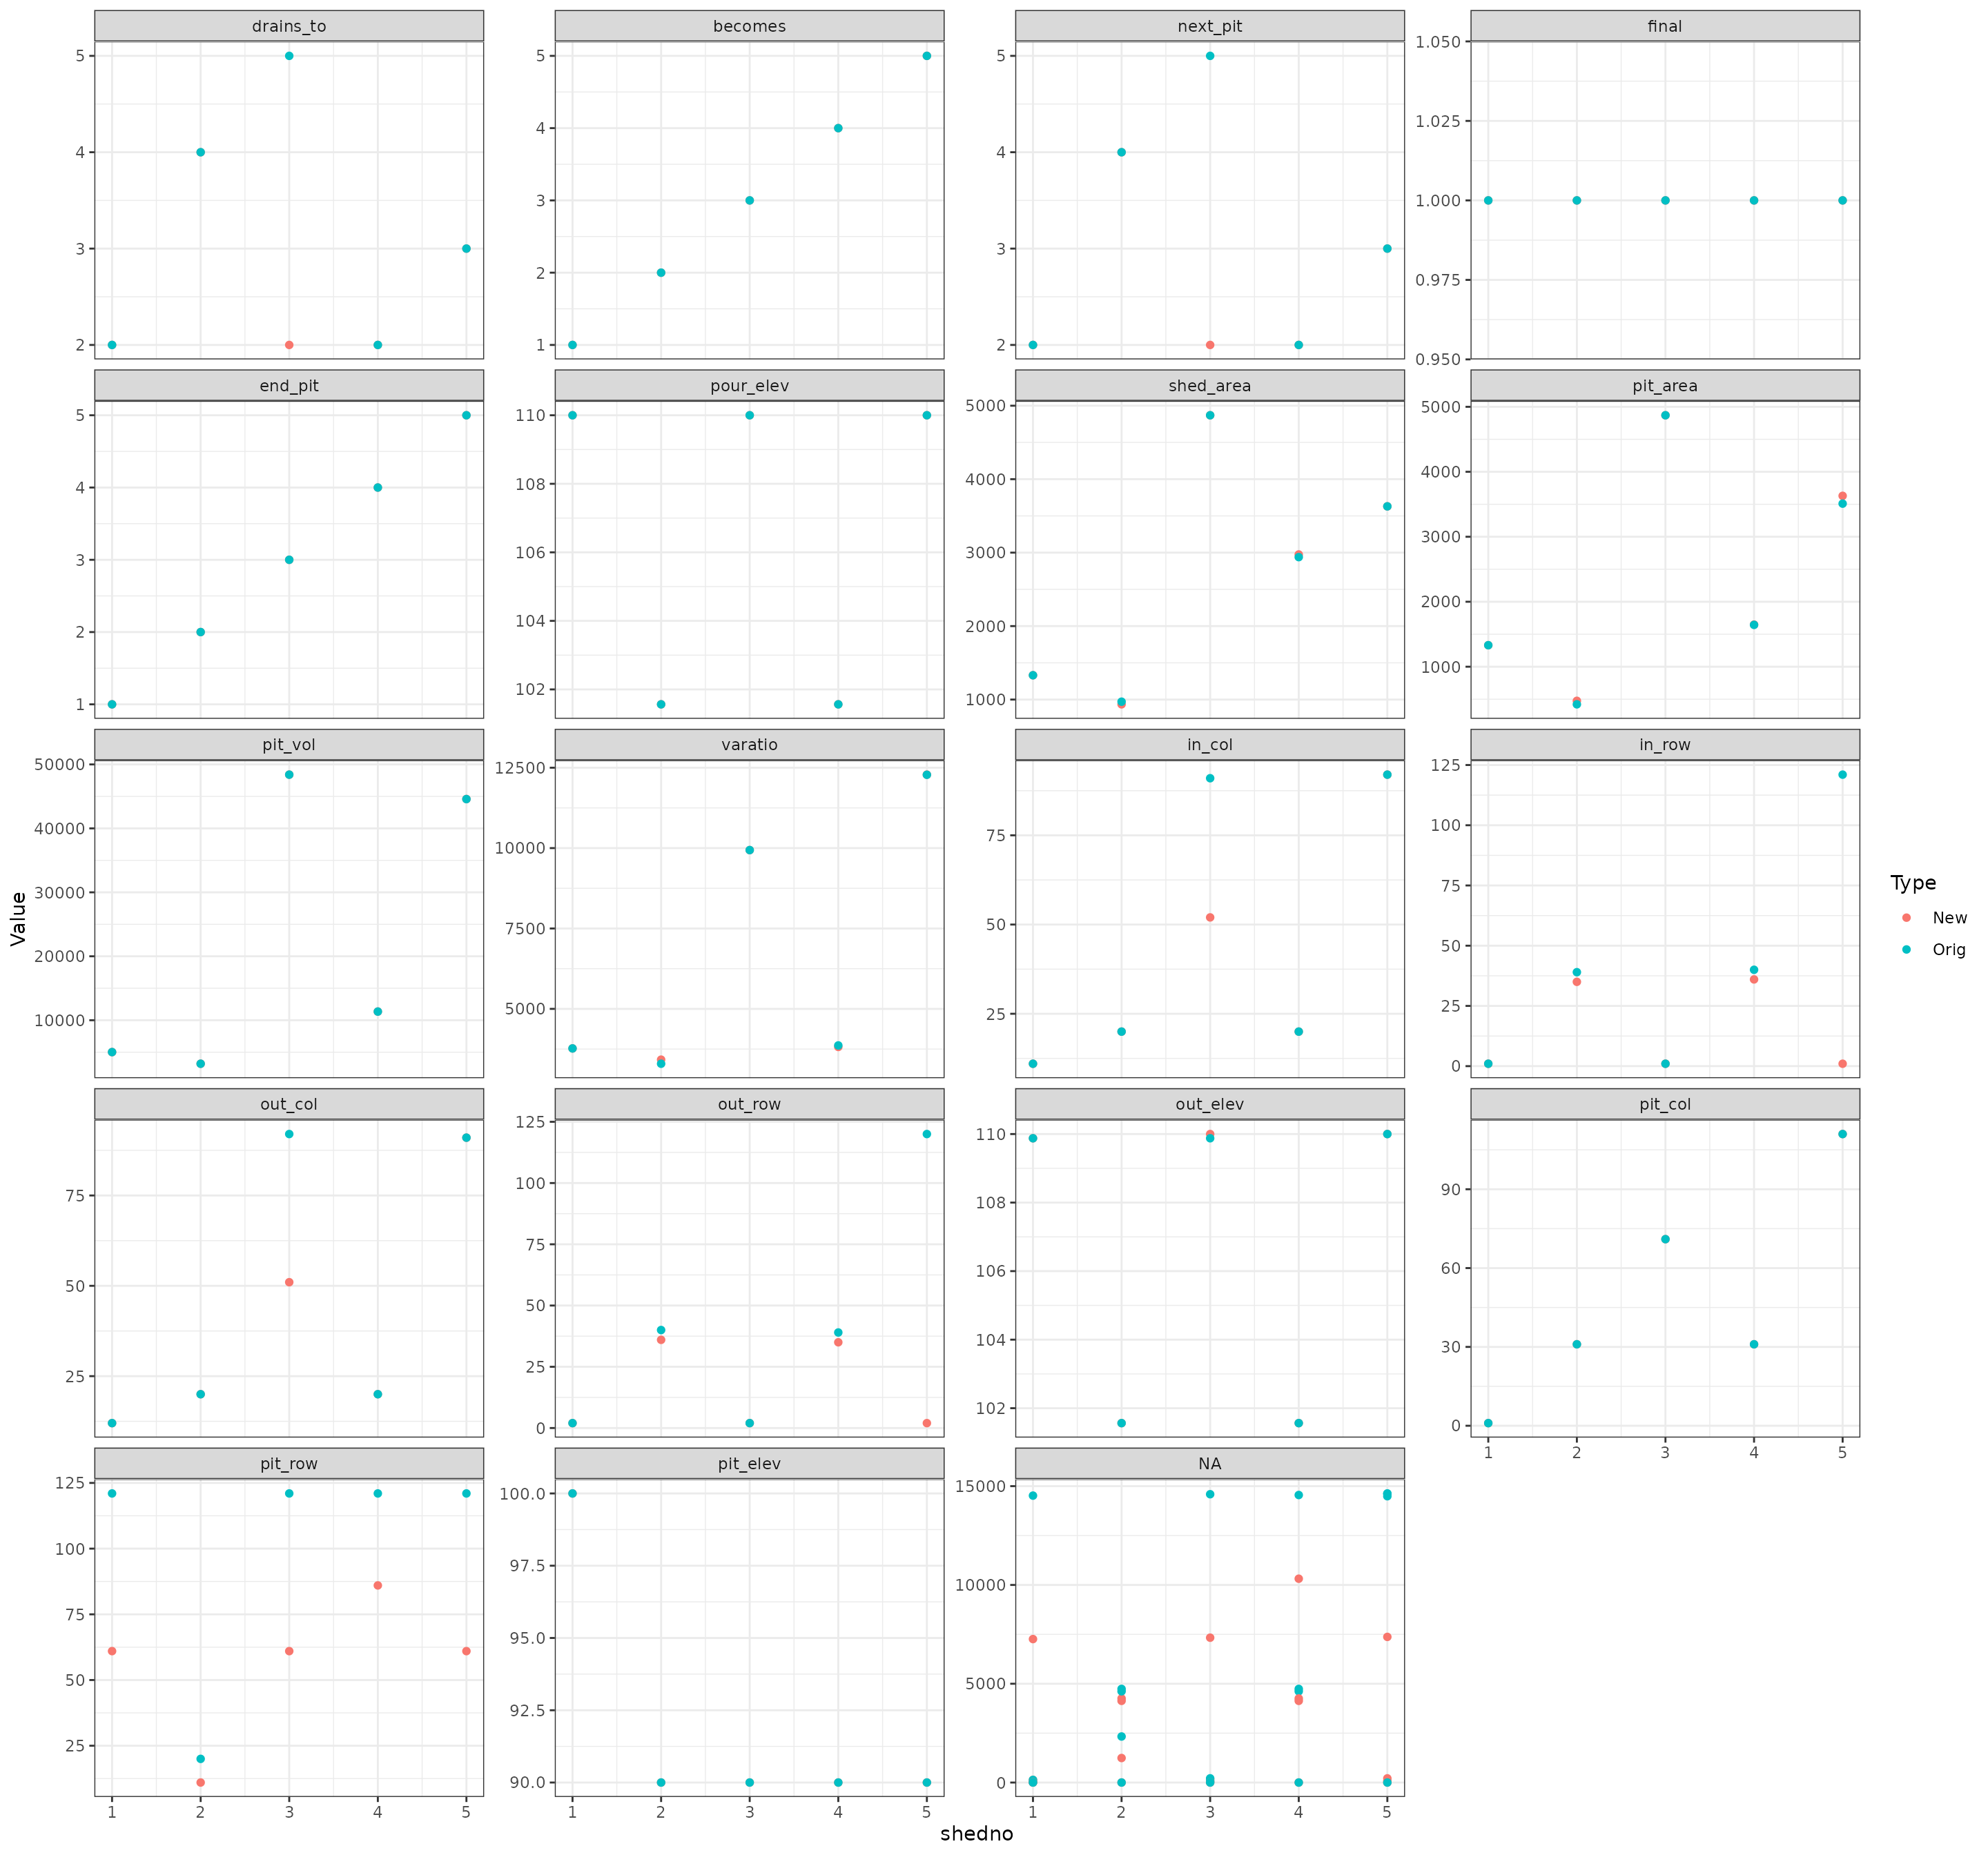 drains_to becomes next_pit final
5 5 5 1.050
4 4 4 1.025
3 3 3 1.000
2 2 2 0.975
1 0.950
end_pit pour_elev shed_area pit_area
5 110 5000 5000
4 108 4000 4000
3 106 3000 3000
2 104 2000 2000
1 102 1000 1000
pit_vol varatio in_col in_row
50000 12500 75 125
40000 10000 50 100
30000 7500 25 75
20000 5000 50
10000 25
0
out_col out_row out_elev pit_col
75 125 110 90
50 100 108 60
25 75 106 30
50 104 0
25 102
0
1 2 3 4 5
pit_row pit_elev NA
125 100.0 15000
100 97.5 10000
75 95.0 5000
50 92.5 0
25 90.0
1 2 3 4 5 1 2 3 4 5 1 2 3 4 5
shedno
Value
Type
New
Orig